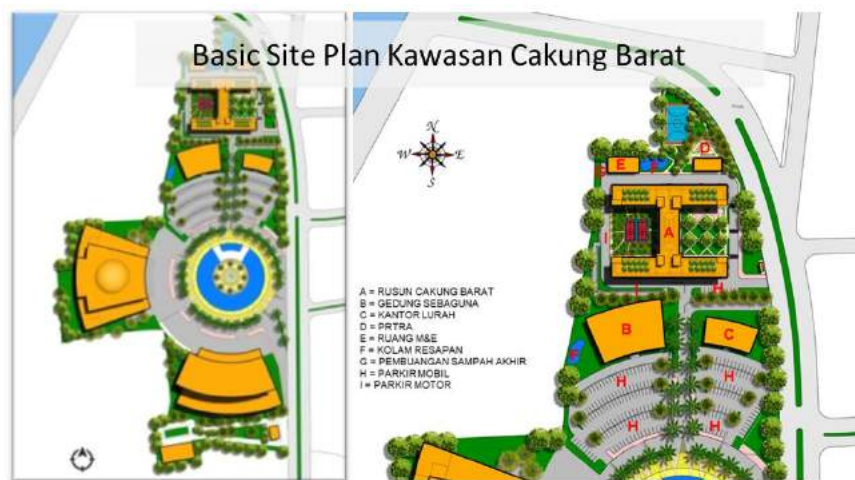 Basic Site Plan Kawasan Cakung Barat
N
W E
S
A = RUSUN CAKUNG BARAT
B = GEDUNG SEBAGUNA
C = KANTOR LURAH
D = PRTRA
E = RUANG M&E
F = KOLAM RESAPAN
G = PEMBUANGAN SAMPAH AKHIR
H = PARKIR MOBIL
I = PARKIR MOTOR
D
E F
G
A
I
I H
B C
F
H H
H H